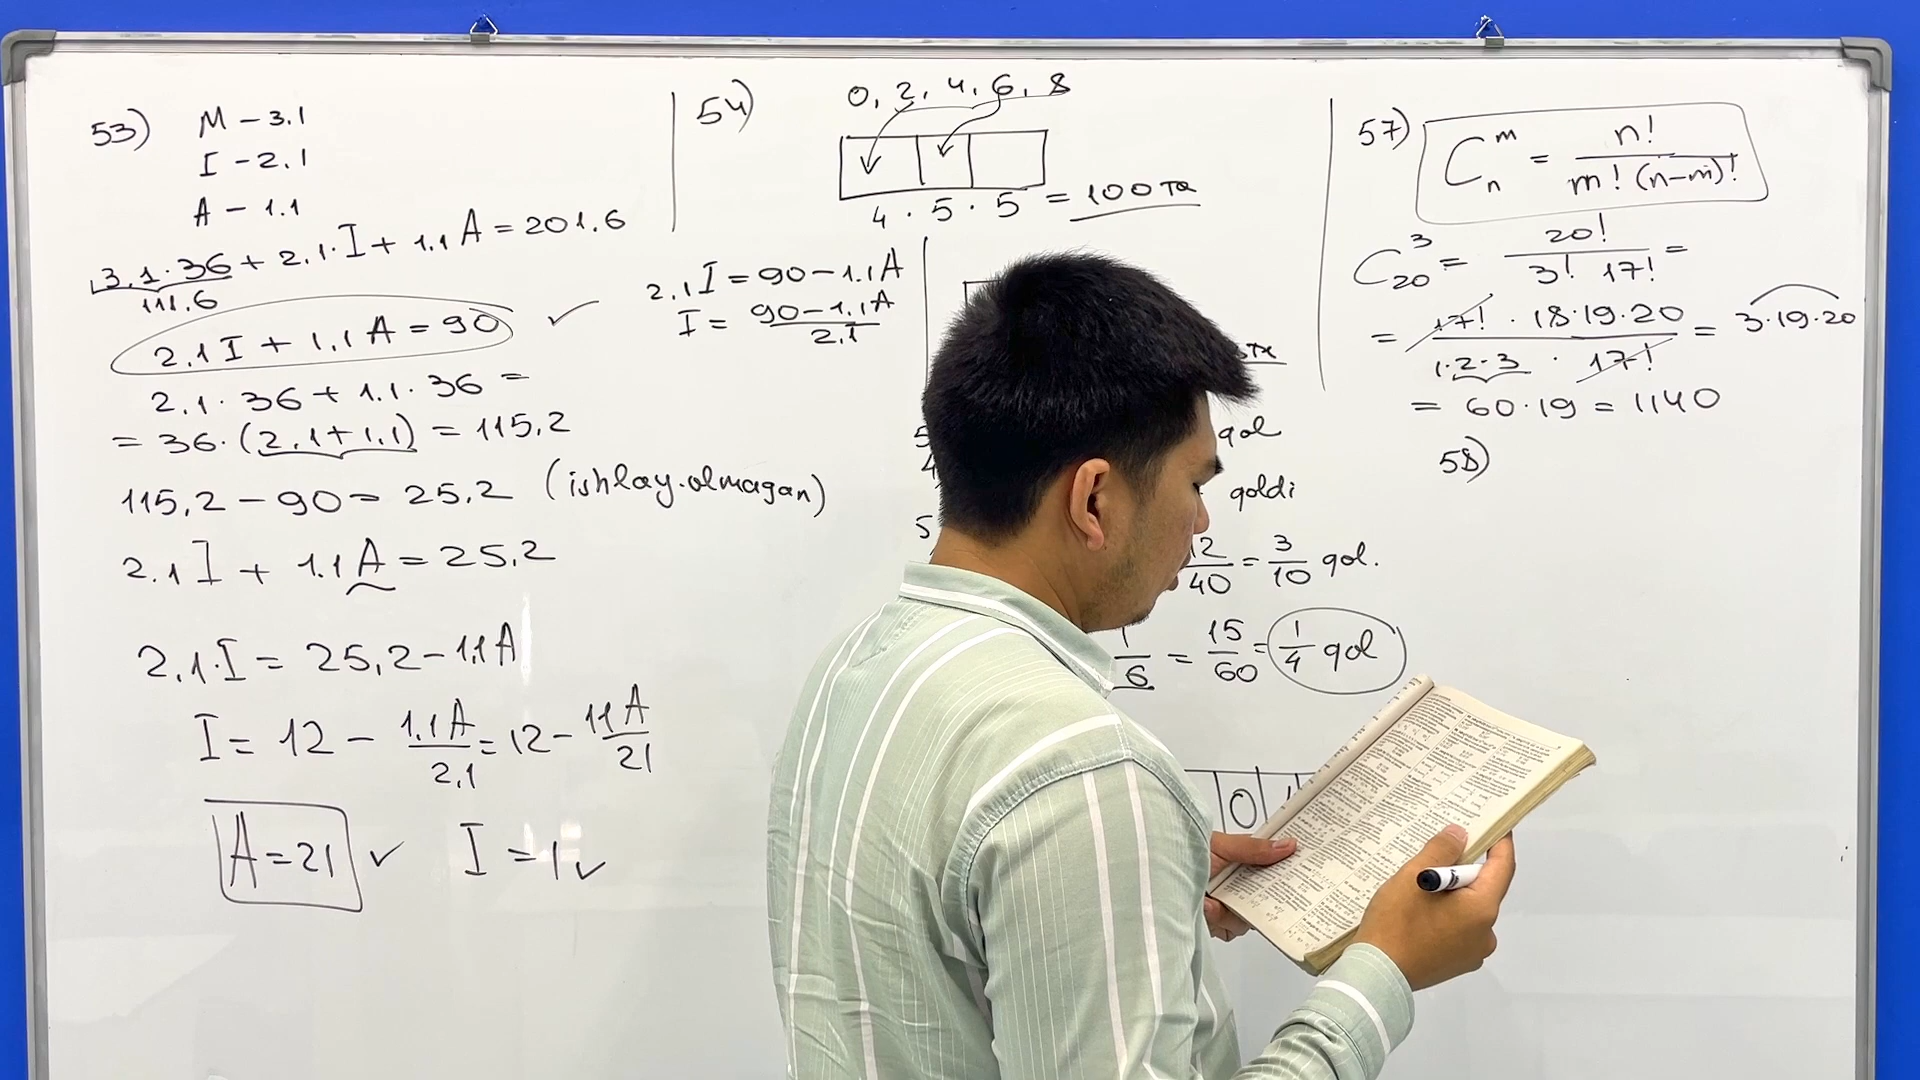 53) M – 3.1
I – 2.1
A – 1.1
3.1·36 + 2.1·I + 1.1A = 201.6
111.6
2.1I + 1.1A = 90 ✓
2.1I = 90 – 1.1A
I = (90 – 1.1A)/2.1
2.1·36 + 1.1·36 =
= 36·(2.1+1.1) = 115,2
115,2 – 90 = 25,2 (ishlay.olmagan)
2.1I + 1.1A = 25,2
2.1·I = 25,2 – 1.1A
I = 12 – 1.1A/2,1 = 12 – 11A/21
A = 21 ✓ I = 1 ✓
54) 0, 2, 4, 6, 8
4 · 5 · 5 = 100 та
та
qol
qoldi
12/40 = 3/10 qol.
1/6 = 15/60 = 1/4 qol
0
57) C_n^m = n!/(m! (n–m)!)
C_20^3 = 20!/(3! 17!) =
= (17! · 18·19·20)/(1·2·3 · 17!) = 3·19·20
= 60·19 = 1140
58)